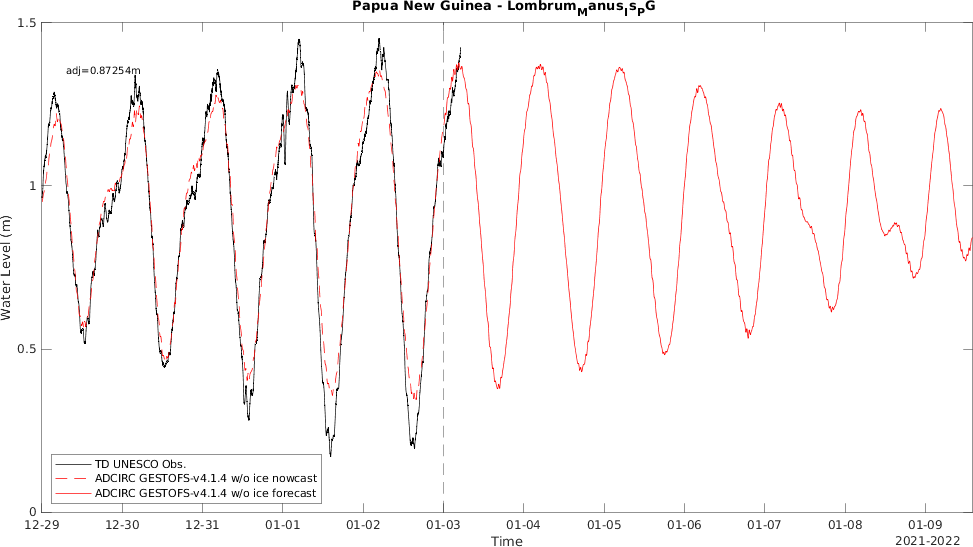 Papua New Guinea - LombrumManusIsPG
1.5
adj=0.87254m
1
Water Level (m)
0.5
TD UNESCO Obs.
ADCIRC GESTOFS-v4.1.4 w/o ice nowcast
ADCIRC GESTOFS-v4.1.4 w/o ice forecast
0
12-29 12-30 12-31 01-01 01-02 01-03 01-04 01-05 01-06 01-07 01-08 01-09
Time
2021-2022